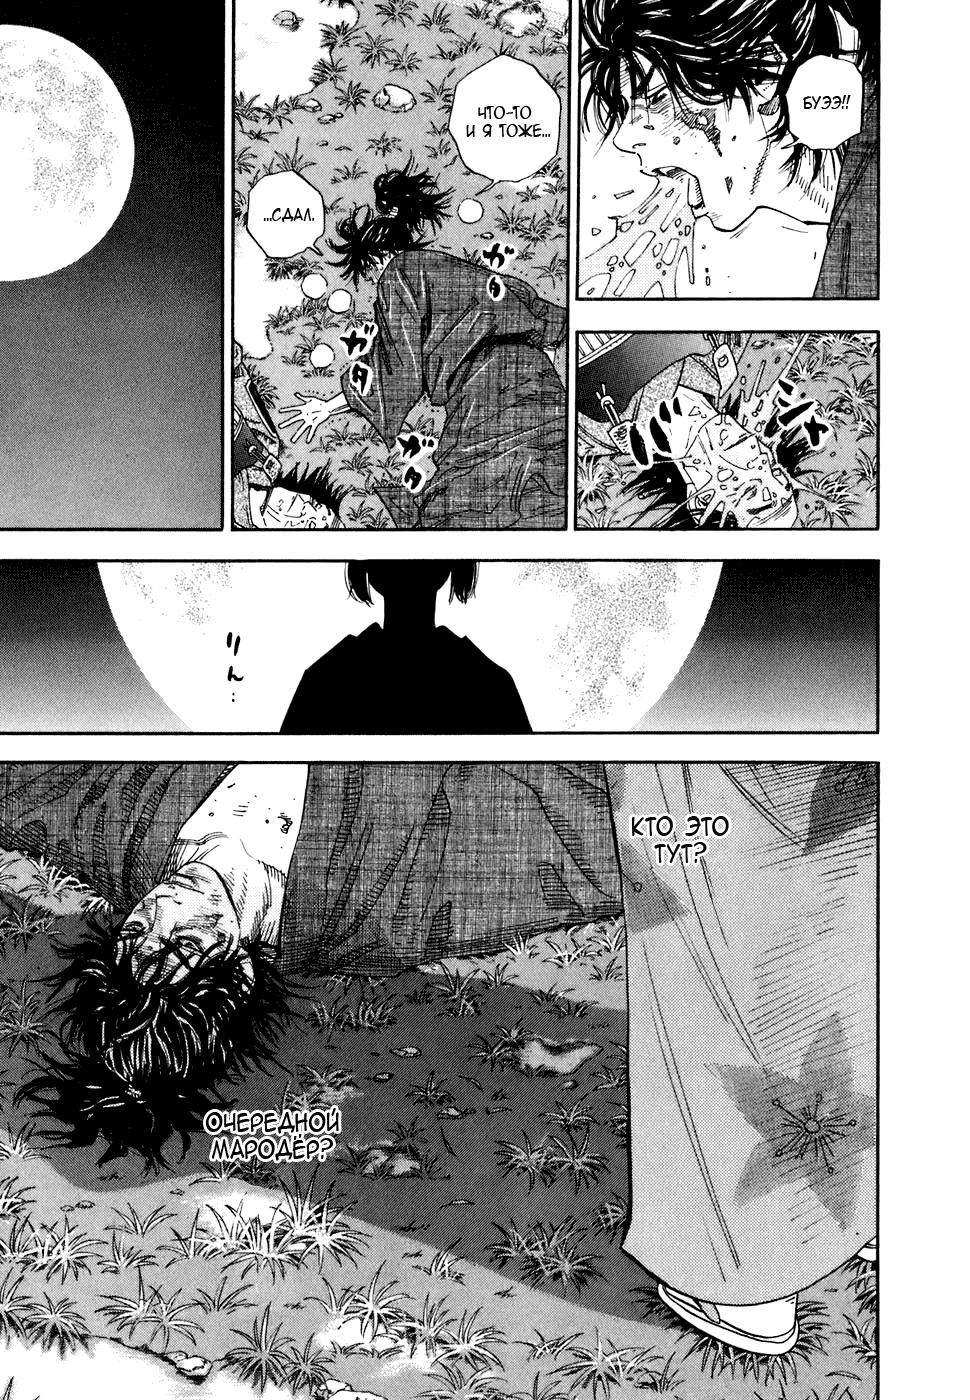 БУЭЭ!!
ЧТО-ТО
И Я ТОЖЕ...
...СДАЛ.
ガタ
ガタ
ガタ
りん…
КТО ЭТО
ТУТ?
ОЧЕРЕДНОЙ
МАРОДЁР?